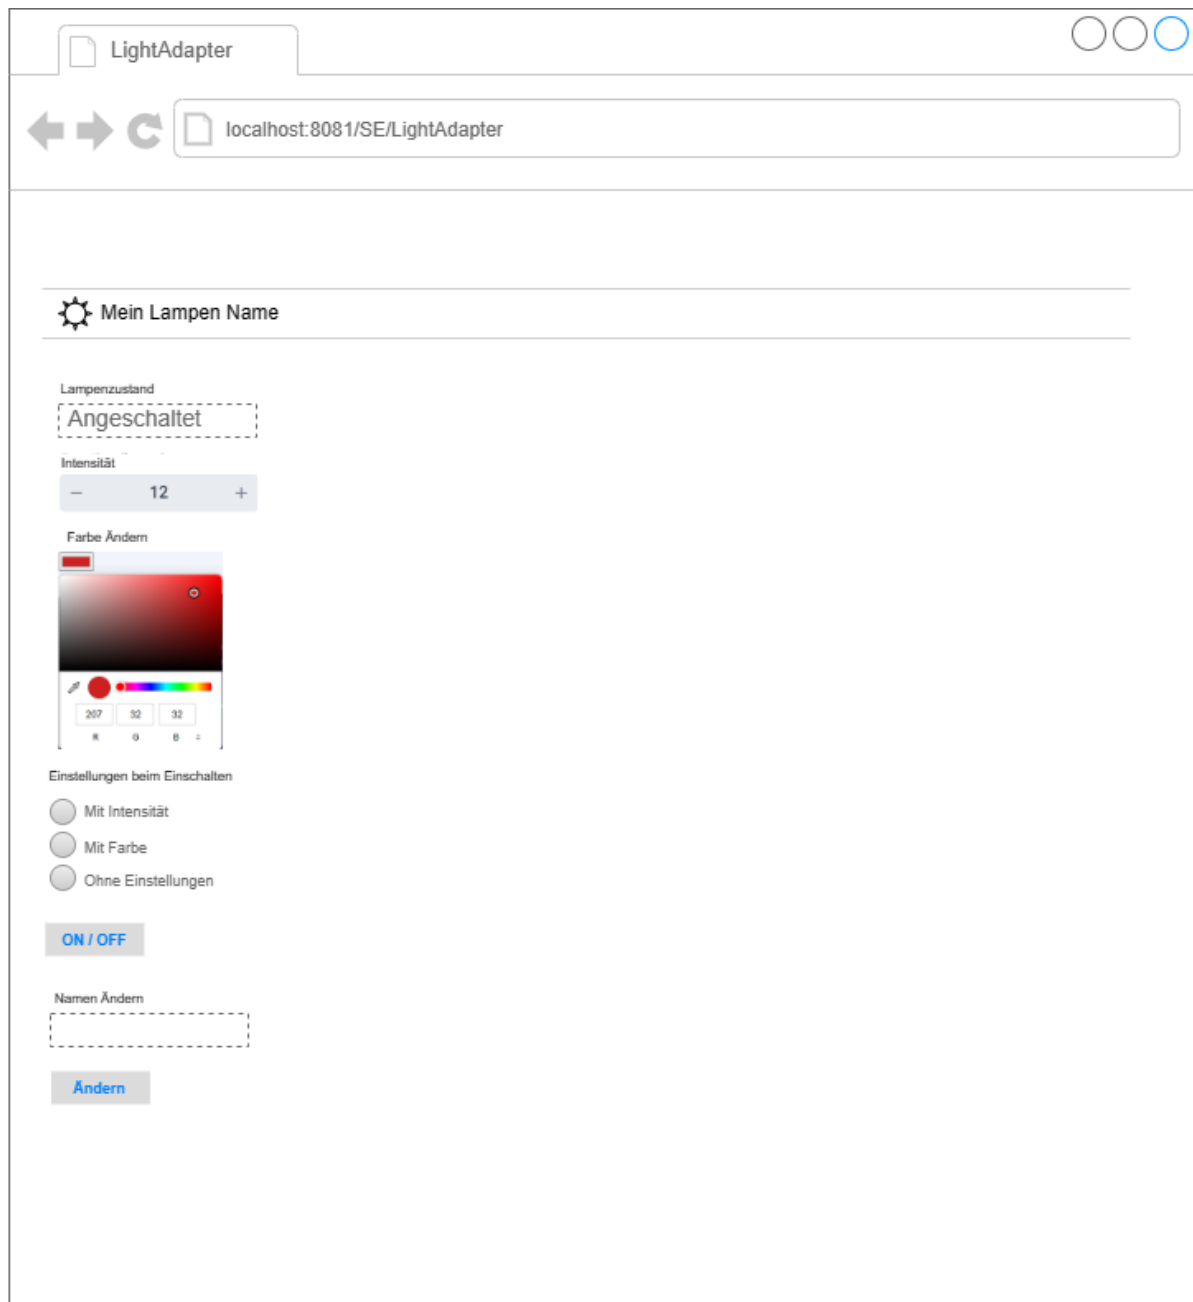 LightAdapter
localhost:8081/SE/LightAdapter
Mein Lampen Name
Lampenzustand
Angeschaltet
Intensität
− 12 +
Farbe Ändern
207 32 32
R G B
Einstellungen beim Einschalten
Mit Intensität
Mit Farbe
Ohne Einstellungen
ON / OFF
Namen Ändern
Ändern